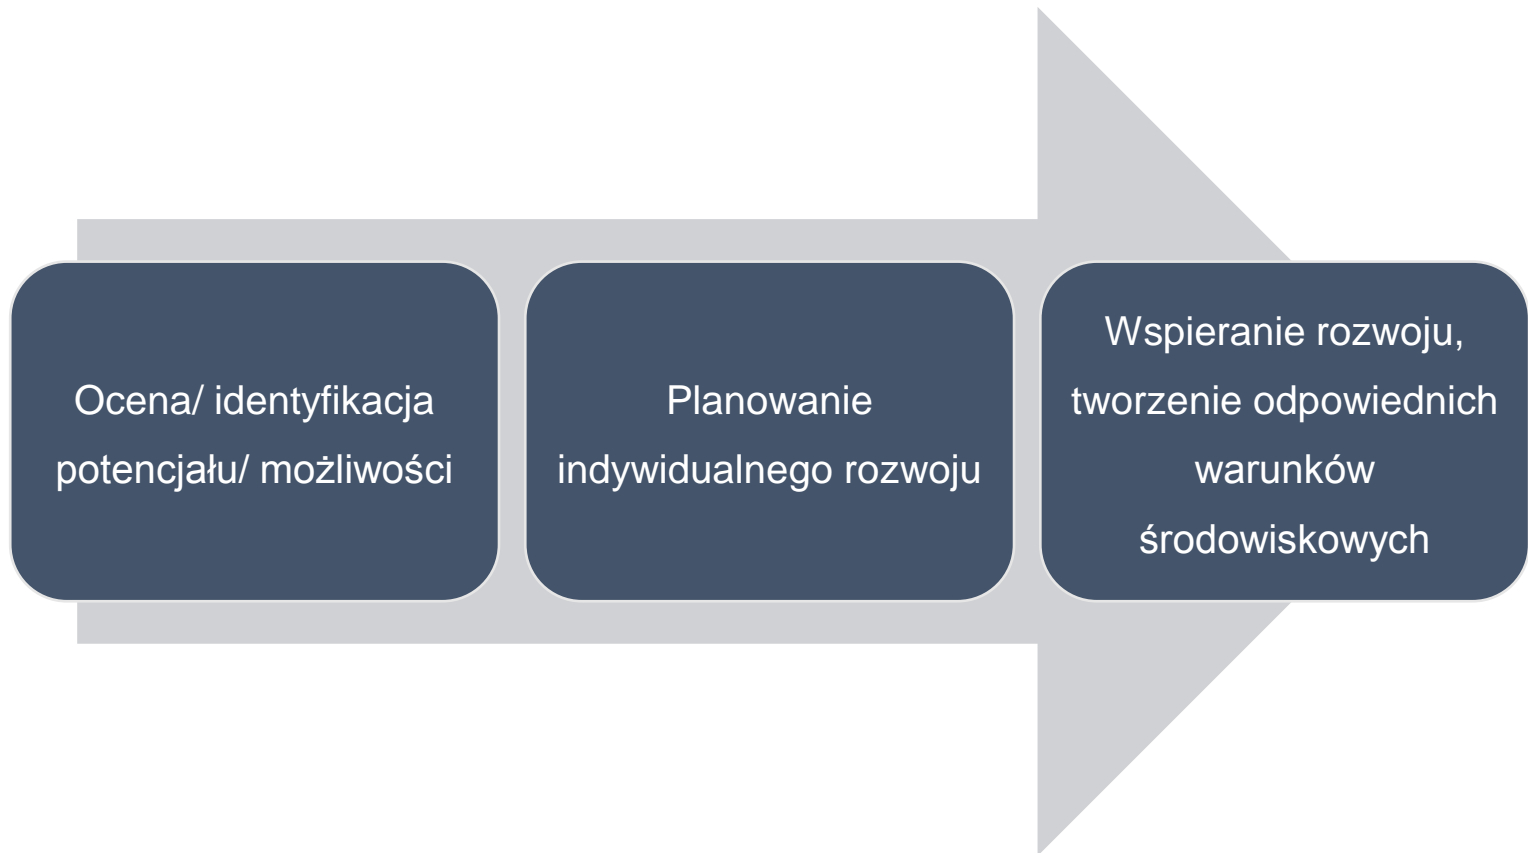 Ocena/ identyfikacja
potencjału/ możliwości
Planowanie
indywidualnego rozwoju
Wspieranie rozwoju,
tworzenie odpowiednich
warunków
środowiskowych